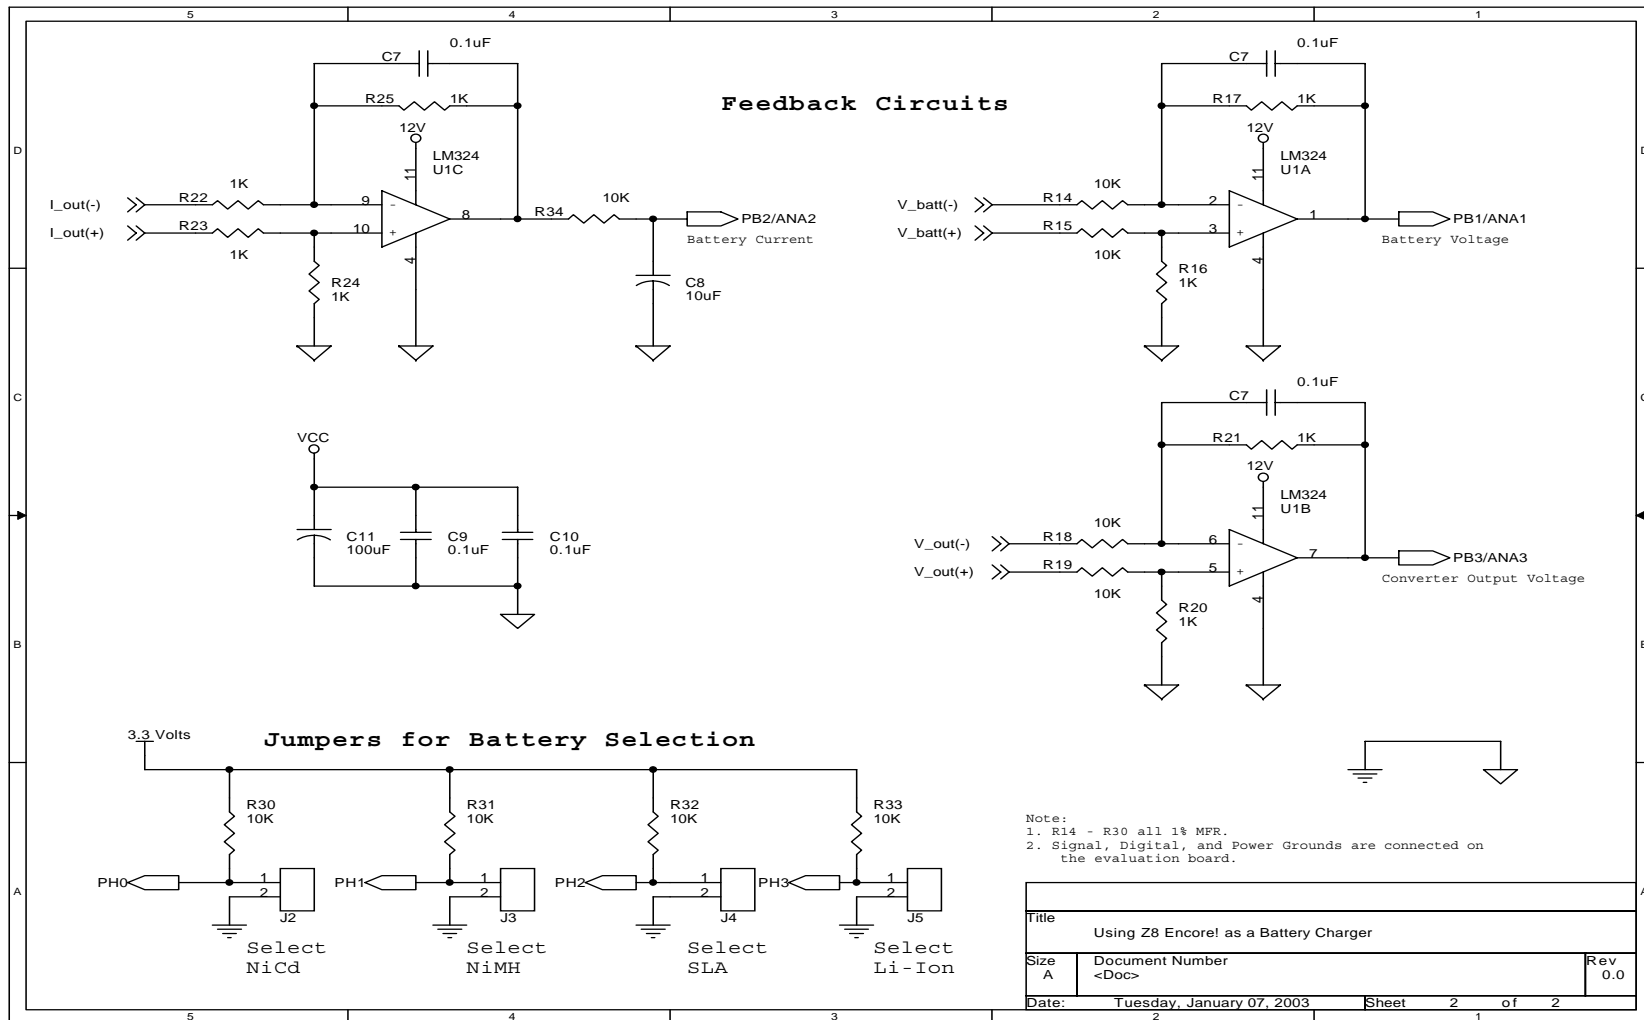 5 4 3 2 1
Feedback Circuits
C7 0.1uF
R25 1K
12V
LM324
U1C
11
I_out(-) R22 1K 9 -
I_out(+) R23 1K 10 +
8
4
R24
1K
R34 10K
PB2/ANA2
Battery Current
C8
10uF
C7 0.1uF
R17 1K
12V
LM324
U1A
11
V_batt(-) R14 10K 2 -
V_batt(+) R15 10K 3 +
1
4
R16
1K
PB1/ANA1
Battery Voltage
C7 0.1uF
R21 1K
12V
LM324
U1B
11
V_out(-) R18 10K 6 -
V_out(+) R19 10K 5 +
7
4
R20
1K
PB3/ANA3
Converter Output Voltage
VCC
C11
100uF
C9
0.1uF
C10
0.1uF
Jumpers for Battery Selection
3.3 Volts
R30
10K
PH0
1
2
J2
Select
NiCd
R31
10K
PH1
1
2
J3
Select
NiMH
R32
10K
PH2
1
2
J4
Select
SLA
R33
10K
PH3
1
2
J5
Select
Li-Ion
Note:
1. R14 - R30 all 1% MFR.
2. Signal, Digital, and Power Grounds are connected on
the evaluation board.
Title
Using Z8 Encore! as a Battery Charger
Size Document Number Rev
A <Doc> 0.0
Date: Tuesday, January 07, 2003 Sheet 2 of 2
D
C
B
A
D
C
B
A
5 4 3 2 1